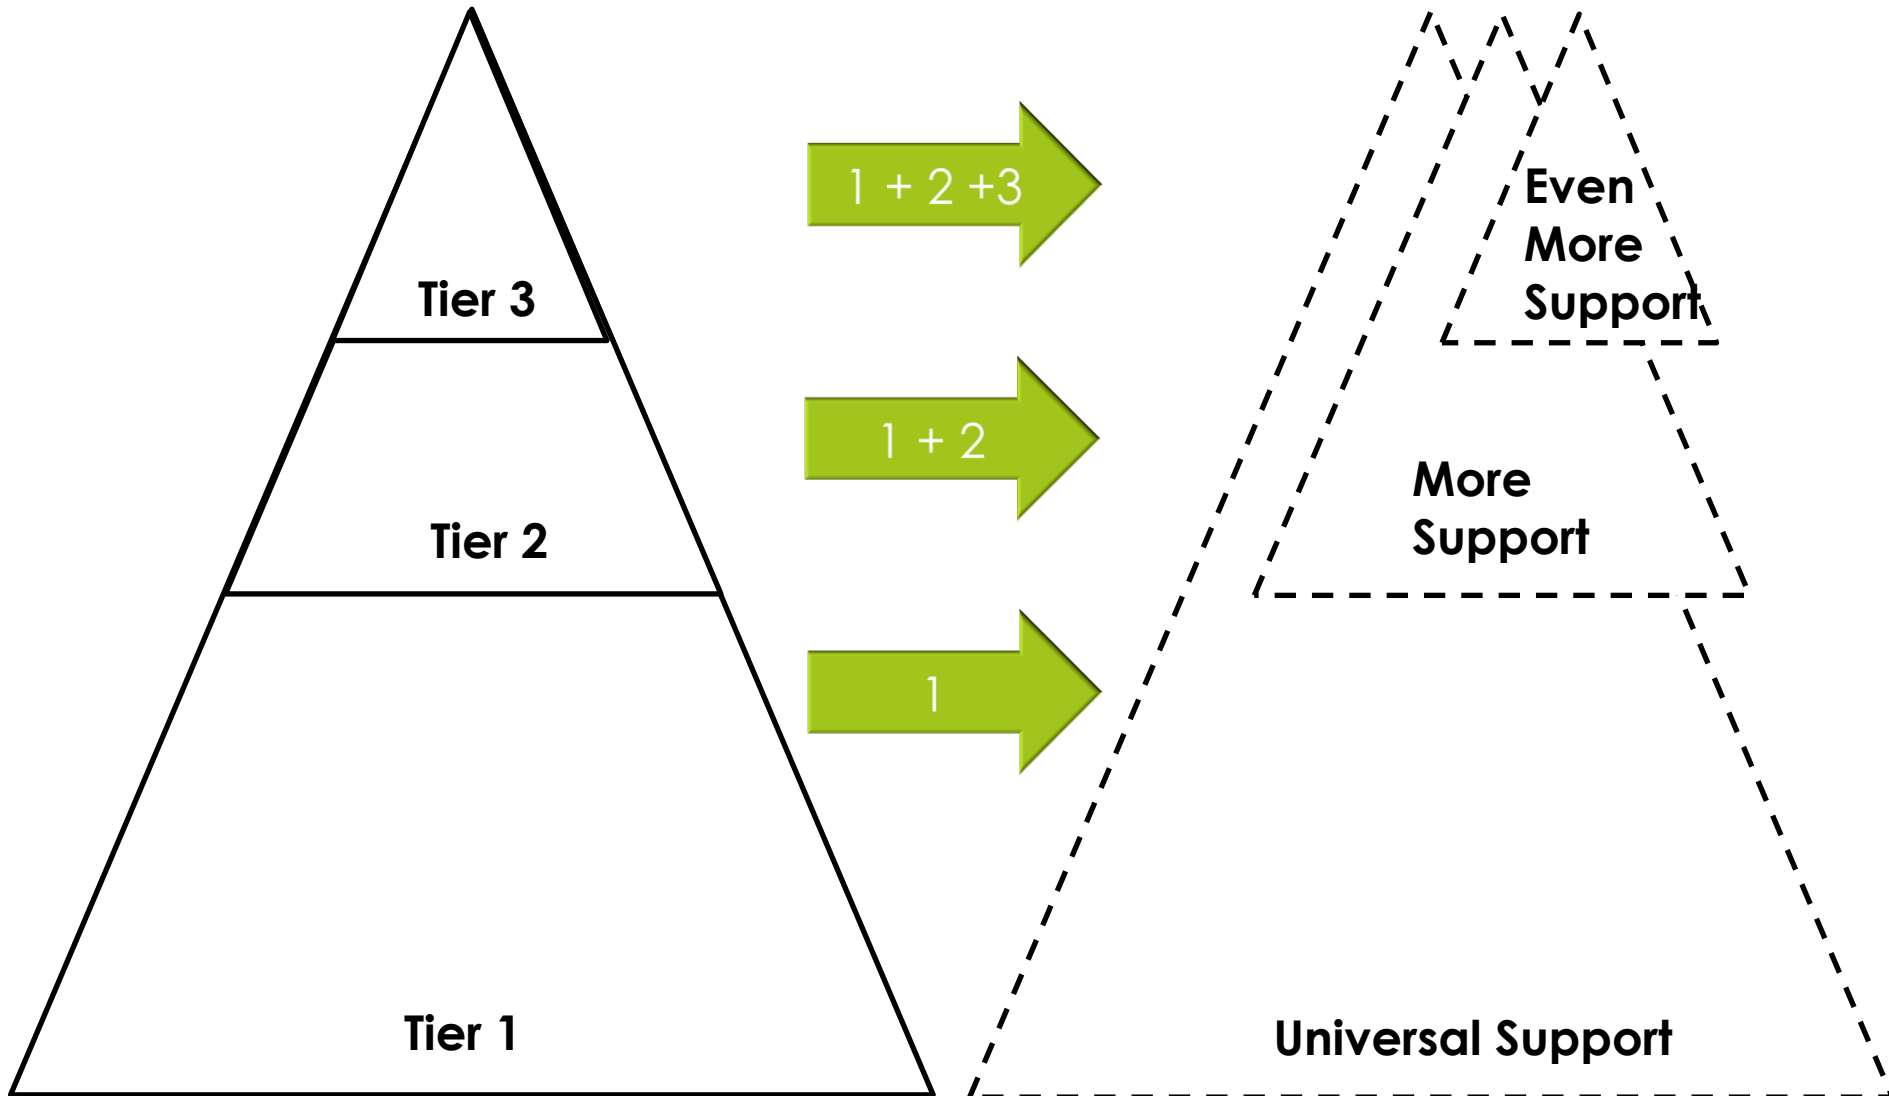 Tier 3
Tier 2
Tier 1
1 + 2 +3
1 + 2
1
Even
More
Support
More
Support
Universal Support